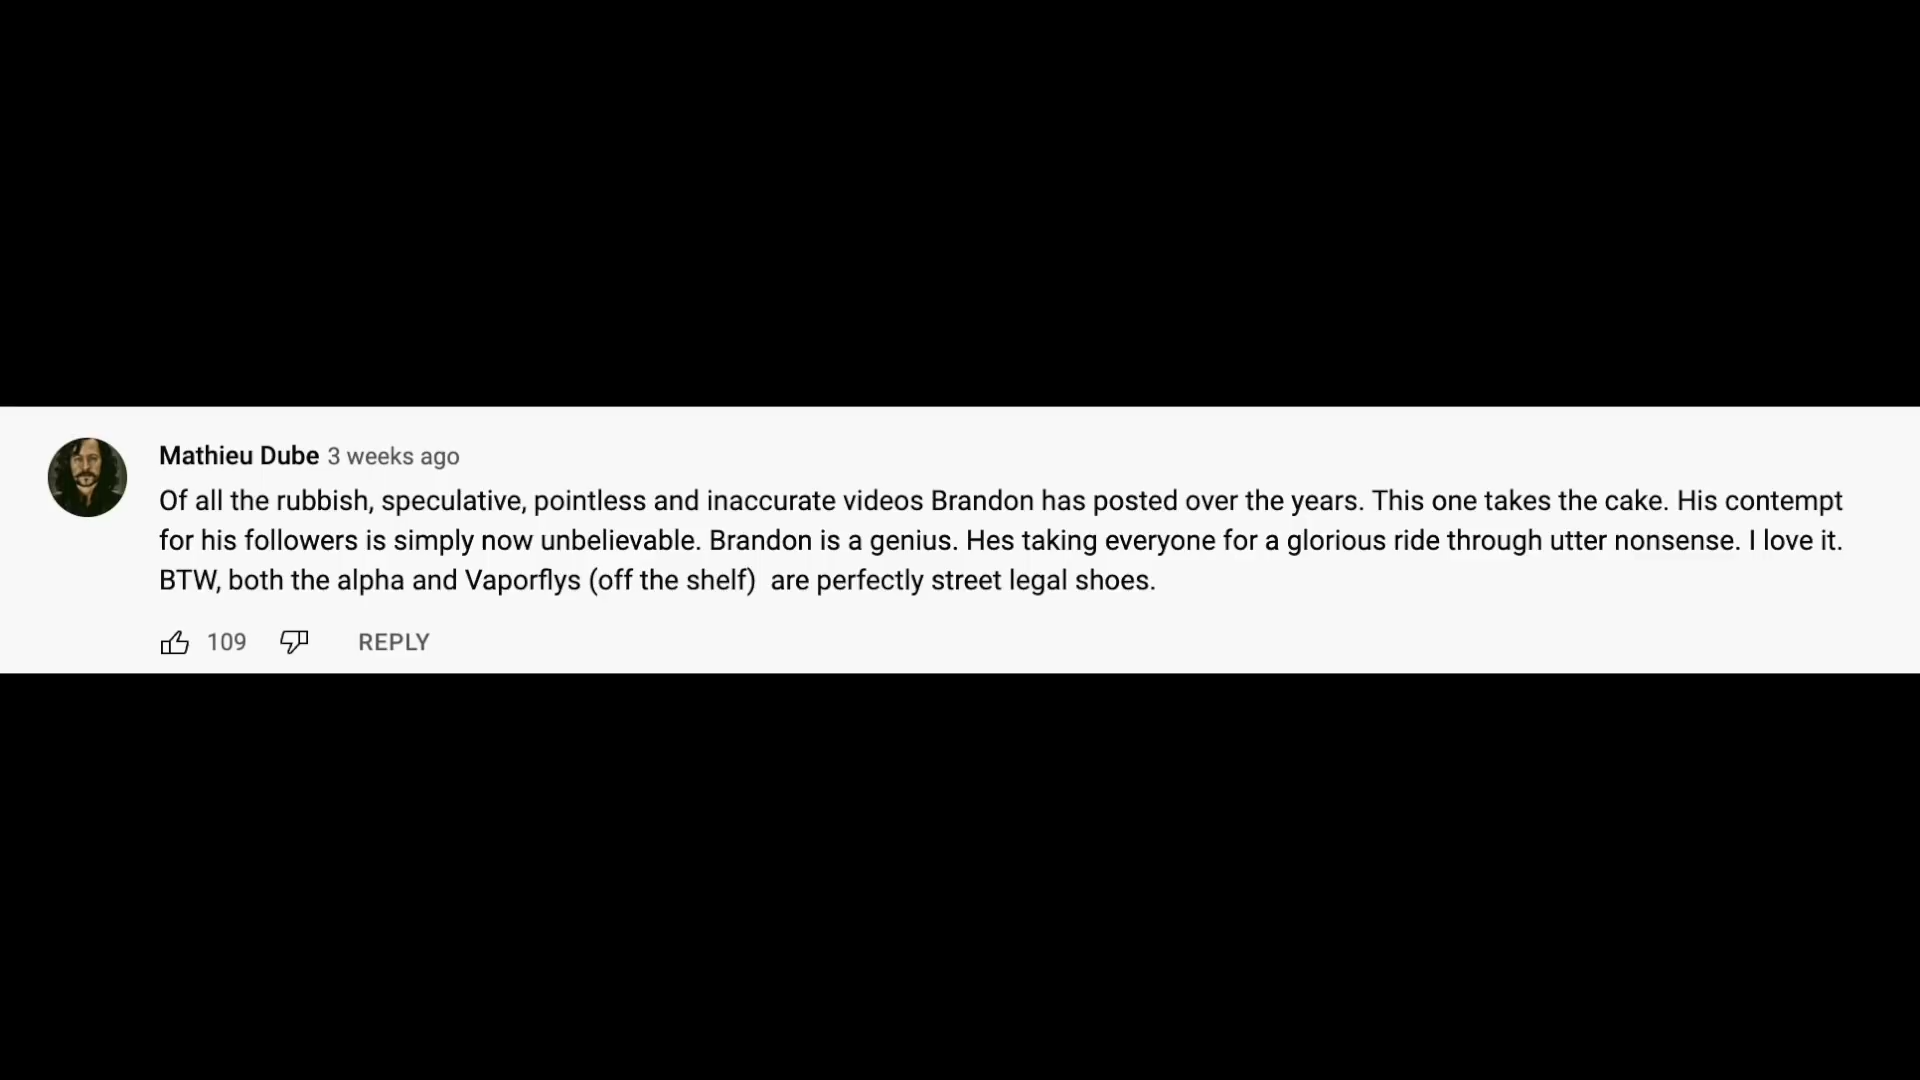 Mathieu Dube 3 weeks ago
Of all the rubbish, speculative, pointless and inaccurate videos Brandon has posted over the years. This one takes the cake. His contempt
for his followers is simply now unbelievable. Brandon is a genius. Hes taking everyone for a glorious ride through utter nonsense. I love it.
BTW, both the alpha and Vaporflys (off the shelf)  are perfectly street legal shoes.
109 REPLY